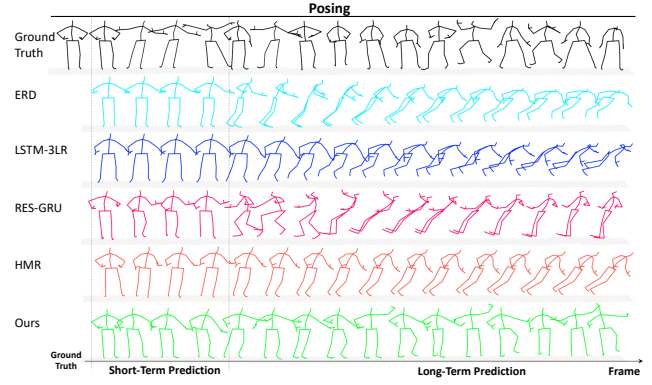 Posing
Ground
Truth
ERD
LSTM-3LR
RES-GRU
HMR
Ours
Ground
Truth
Short-Term Prediction
Long-Term Prediction
Frame